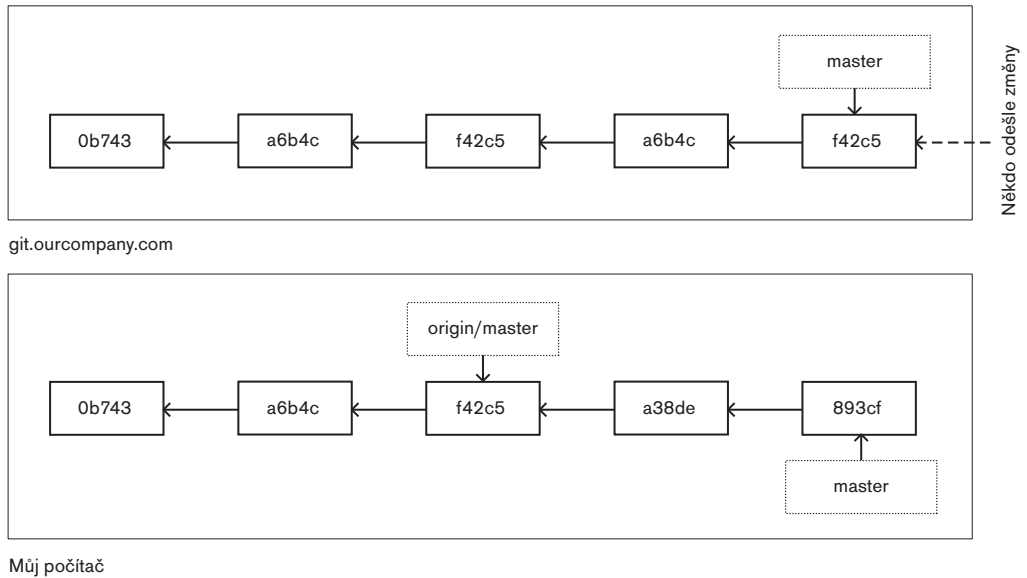 master
0b743
a6b4c
f42c5
a6b4c
f42c5
Někdo odešle změny
git.ourcompany.com
origin/master
0b743
a6b4c
f42c5
a38de
893cf
master
Můj počítač